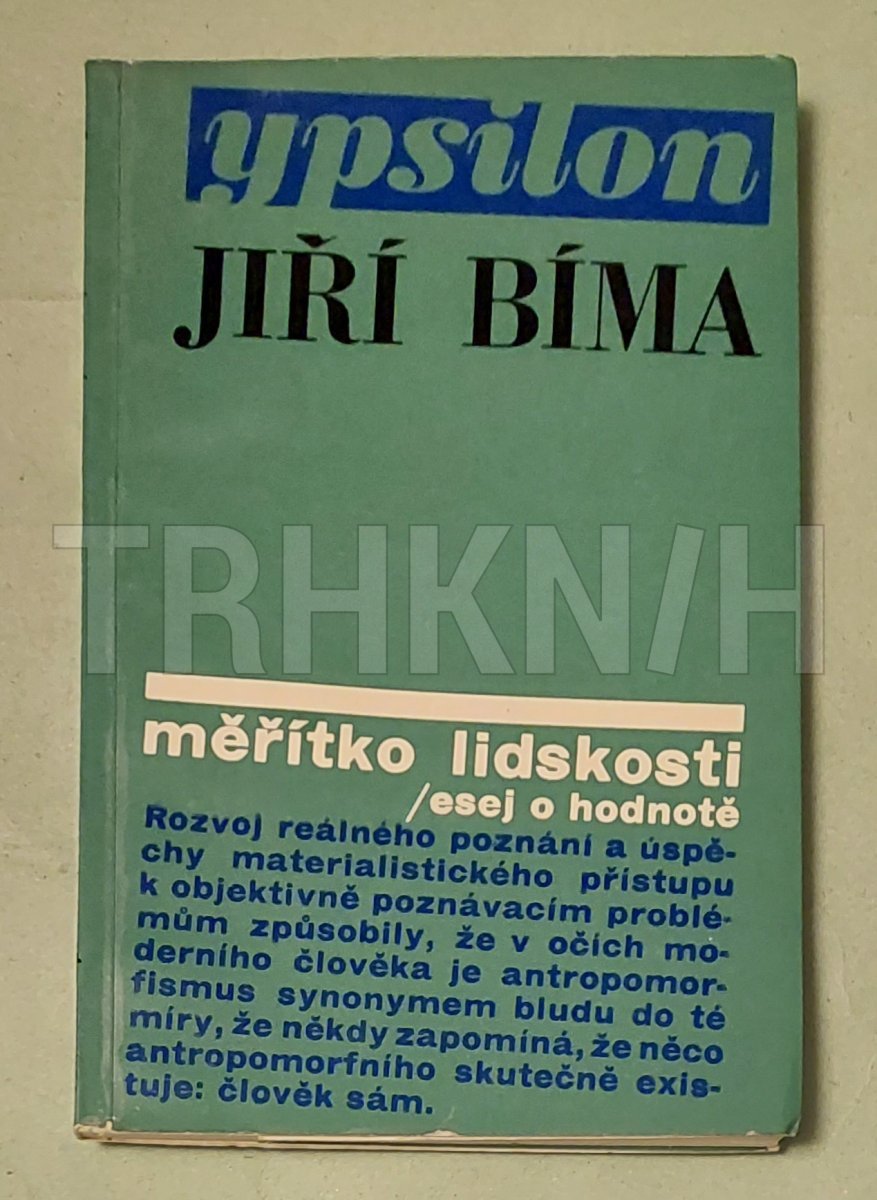 ypsilon
JIŘÍ BÍMA
TRHKNIH
měřítko lidskosti
/esej o hodnotě
Rozvoj reálného poznání a úspě-
chy materialistického přístupu
k objektivně poznávacím problé-
mům způsobily, že v očích mo-
derního člověka je antropomor-
fismus synonymem bludu do té
míry, že někdy zapomíná, že něco
antropomorfního skutečně exis-
tuje: člověk sám.